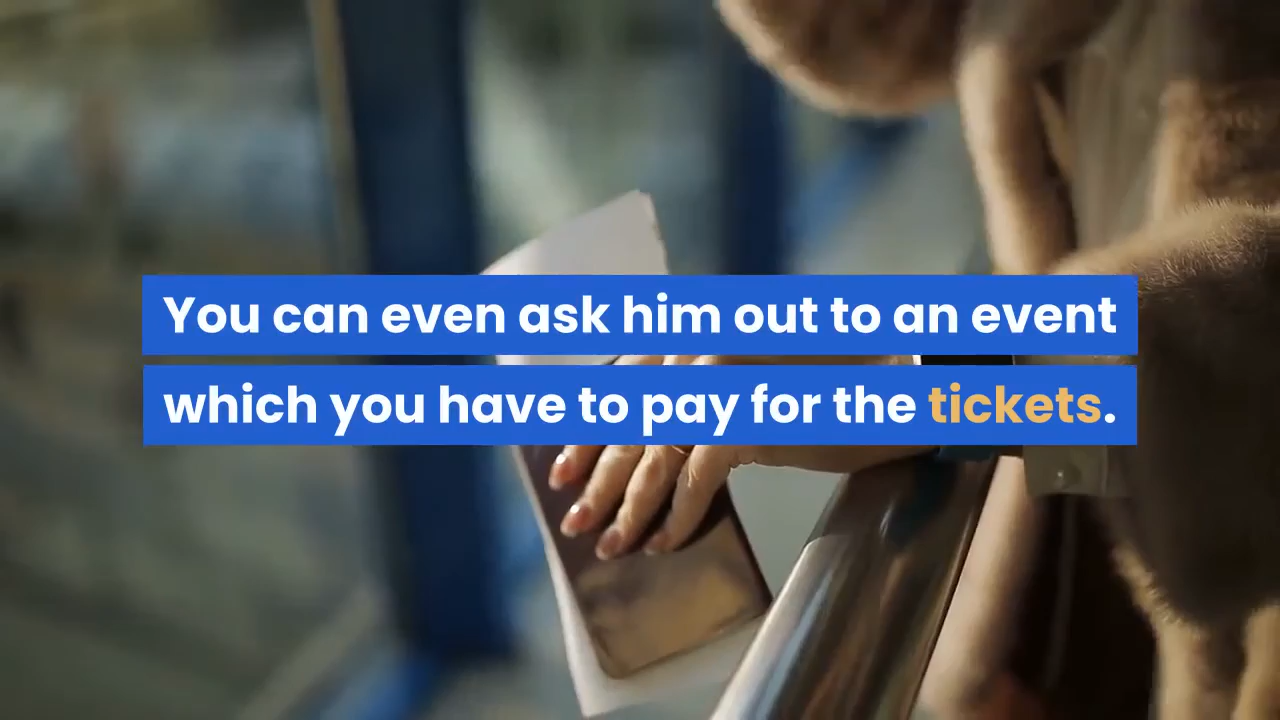 You can even ask him out to an event
which you have to pay for the tickets.